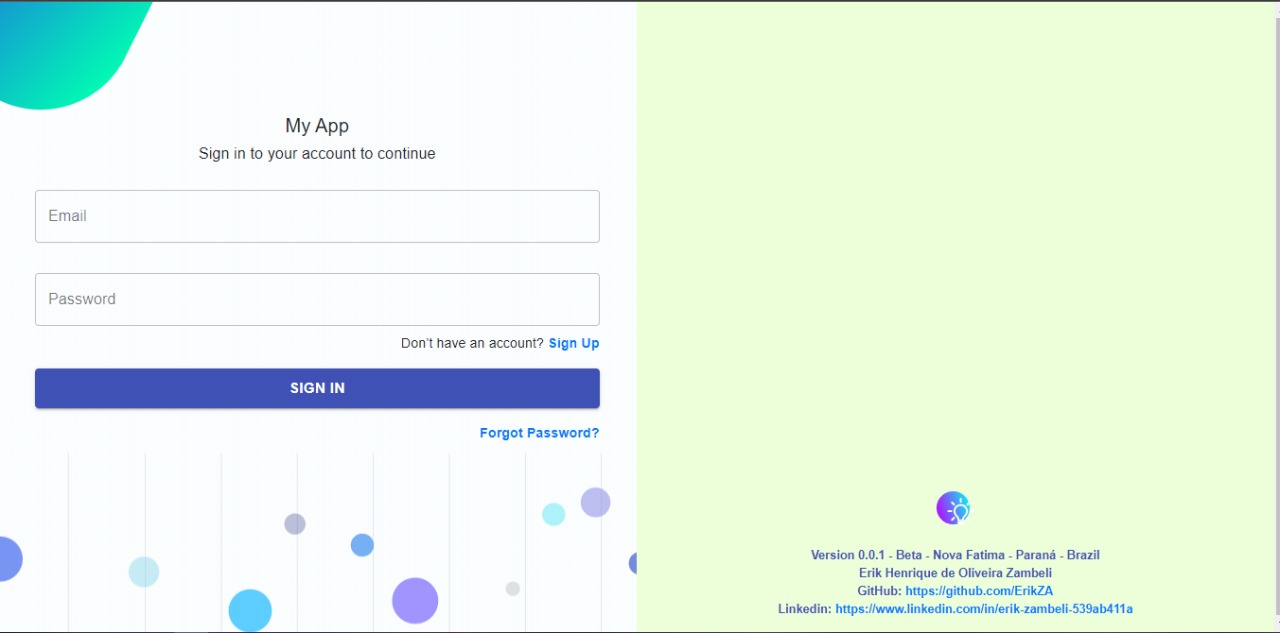 My App
Sign in to your account to continue
Email
Password
Don't have an account? Sign Up
SIGN IN
Forgot Password?
Version 0.0.1 - Beta - Nova Fatima - Paraná - Brazil
Erik Henrique de Oliveira Zambeli
GitHub: https://github.com/ErikZA
Linkedin: https://www.linkedin.com/in/erik-zambeli-539ab411a